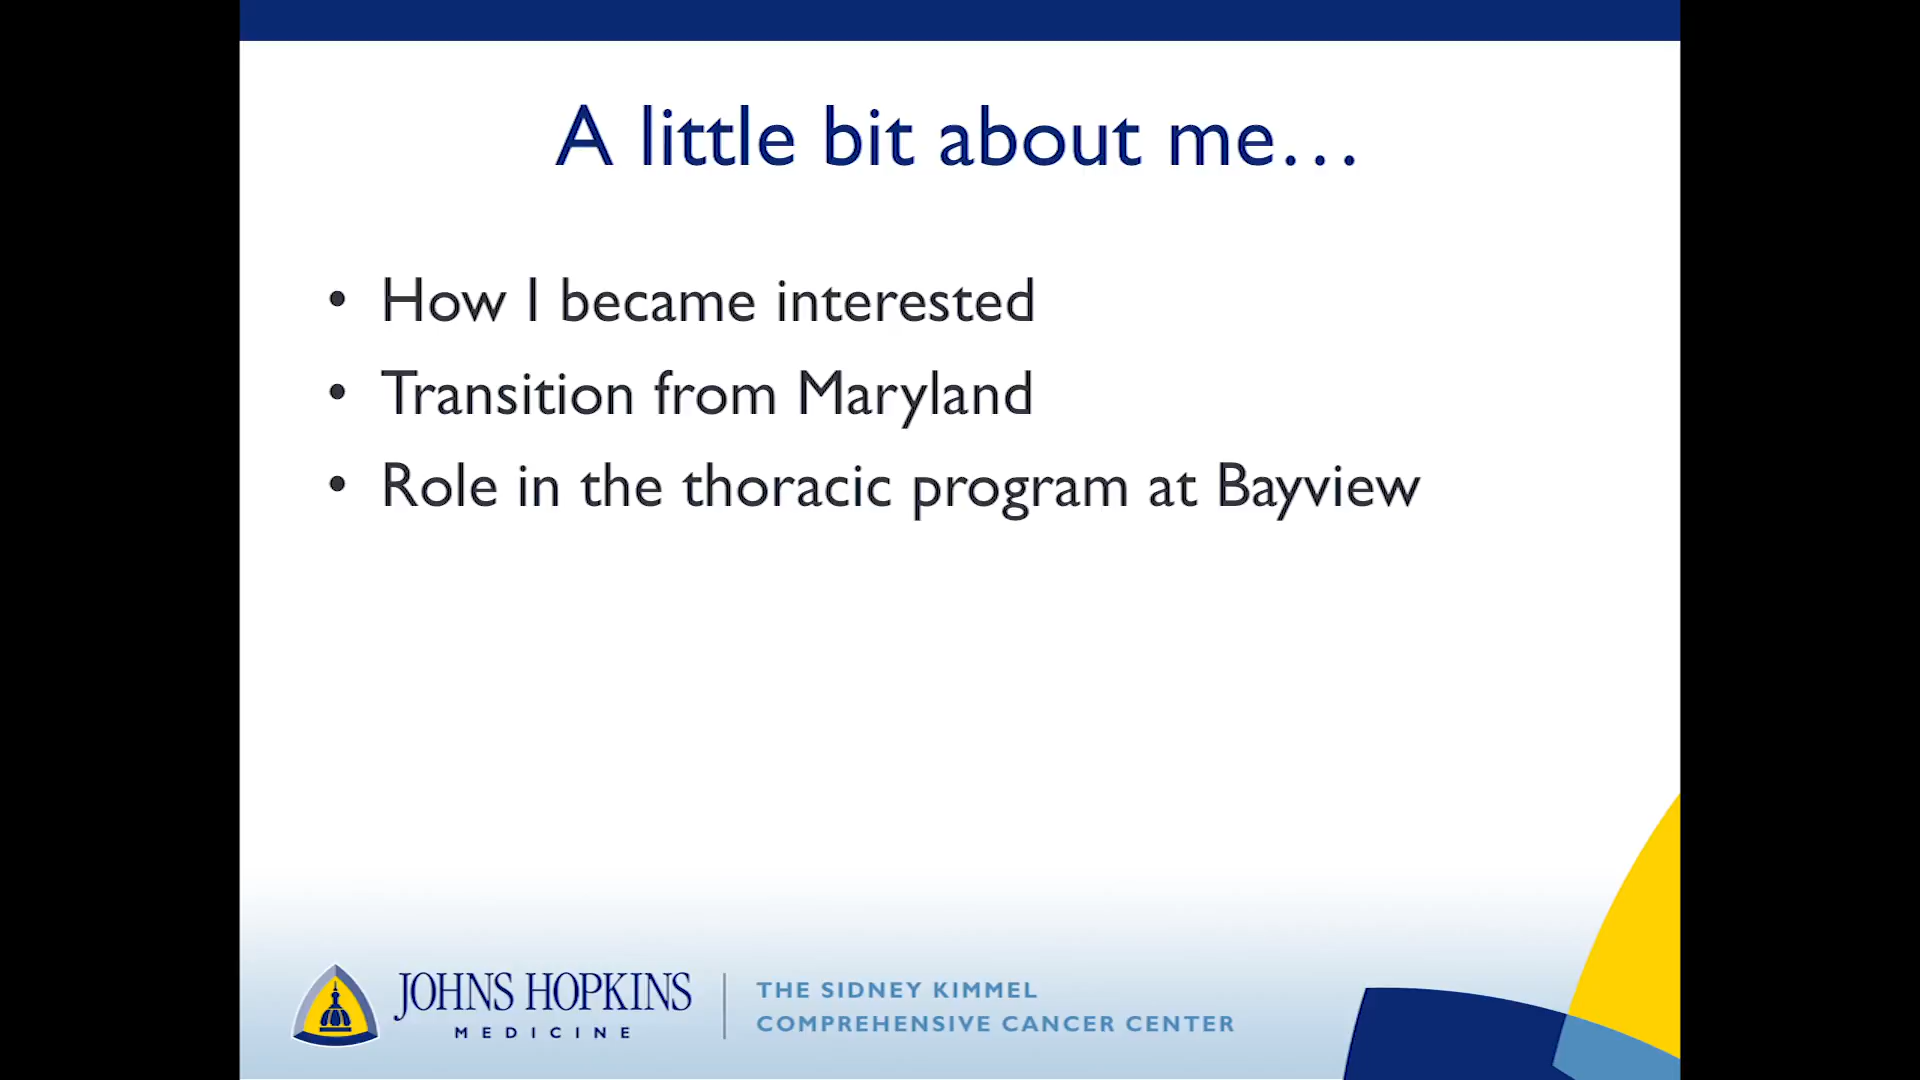 A little bit about me…
• How I became interested
• Transition from Maryland
• Role in the thoracic program at Bayview
JOHNS HOPKINS
MEDICINE
THE SIDNEY KIMMEL
COMPREHENSIVE CANCER CENTER